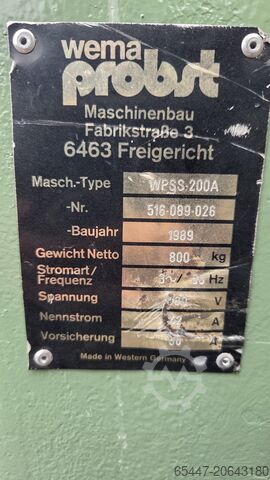 wema
probst
Maschinenbau
Fabrikstraße 3
6463 Freigericht
Masch.-Type WPSS-200A
-Nr. 516-089-026
-Baujahr 1989
Gewicht Netto 800 kg
Stromart/
Frequenz Hz
Spannung V
Nennstrom A
Vorsicherung A
Made in Western Germany
65447-20643180